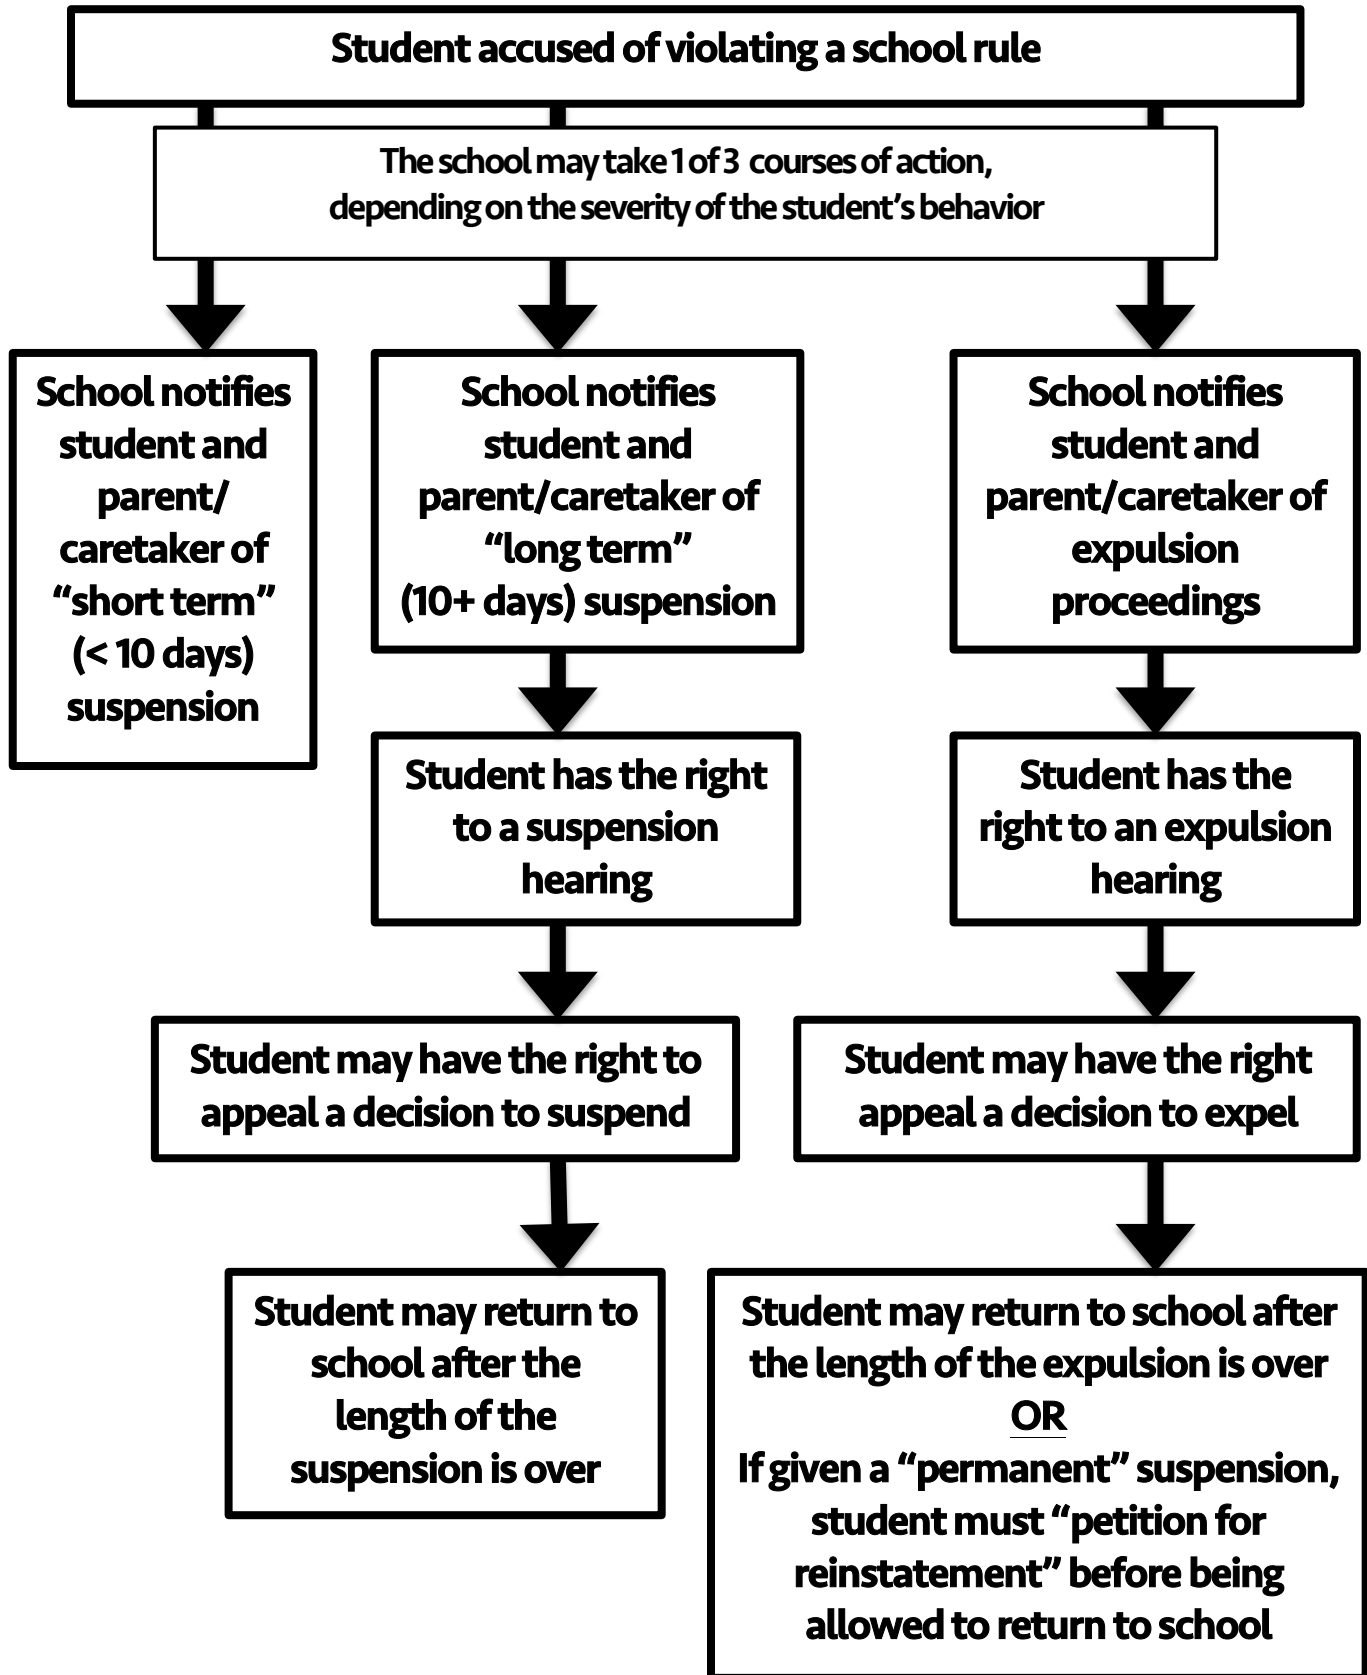 Student accused of violating a school rule
The school may take 1 of 3 courses of action,
depending on the severity of the student's behavior
School notifies
student and
parent/
caretaker of
“short term”
(< 10 days)
suspension
School notifies
student and
parent/caretaker of
“long term”
(10+ days) suspension
School notifies
student and
parent/caretaker of
expulsion
proceedings
Student has the right
to a suspension
hearing
Student has the
right to an expulsion
hearing
Student may have the right to
appeal a decision to suspend
Student may have the right
appeal a decision to expel
Student may return to
school after the
length of the
suspension is over
Student may return to school after
the length of the expulsion is over
OR
If given a “permanent” suspension,
student must “petition for
reinstatement” before being
allowed to return to school